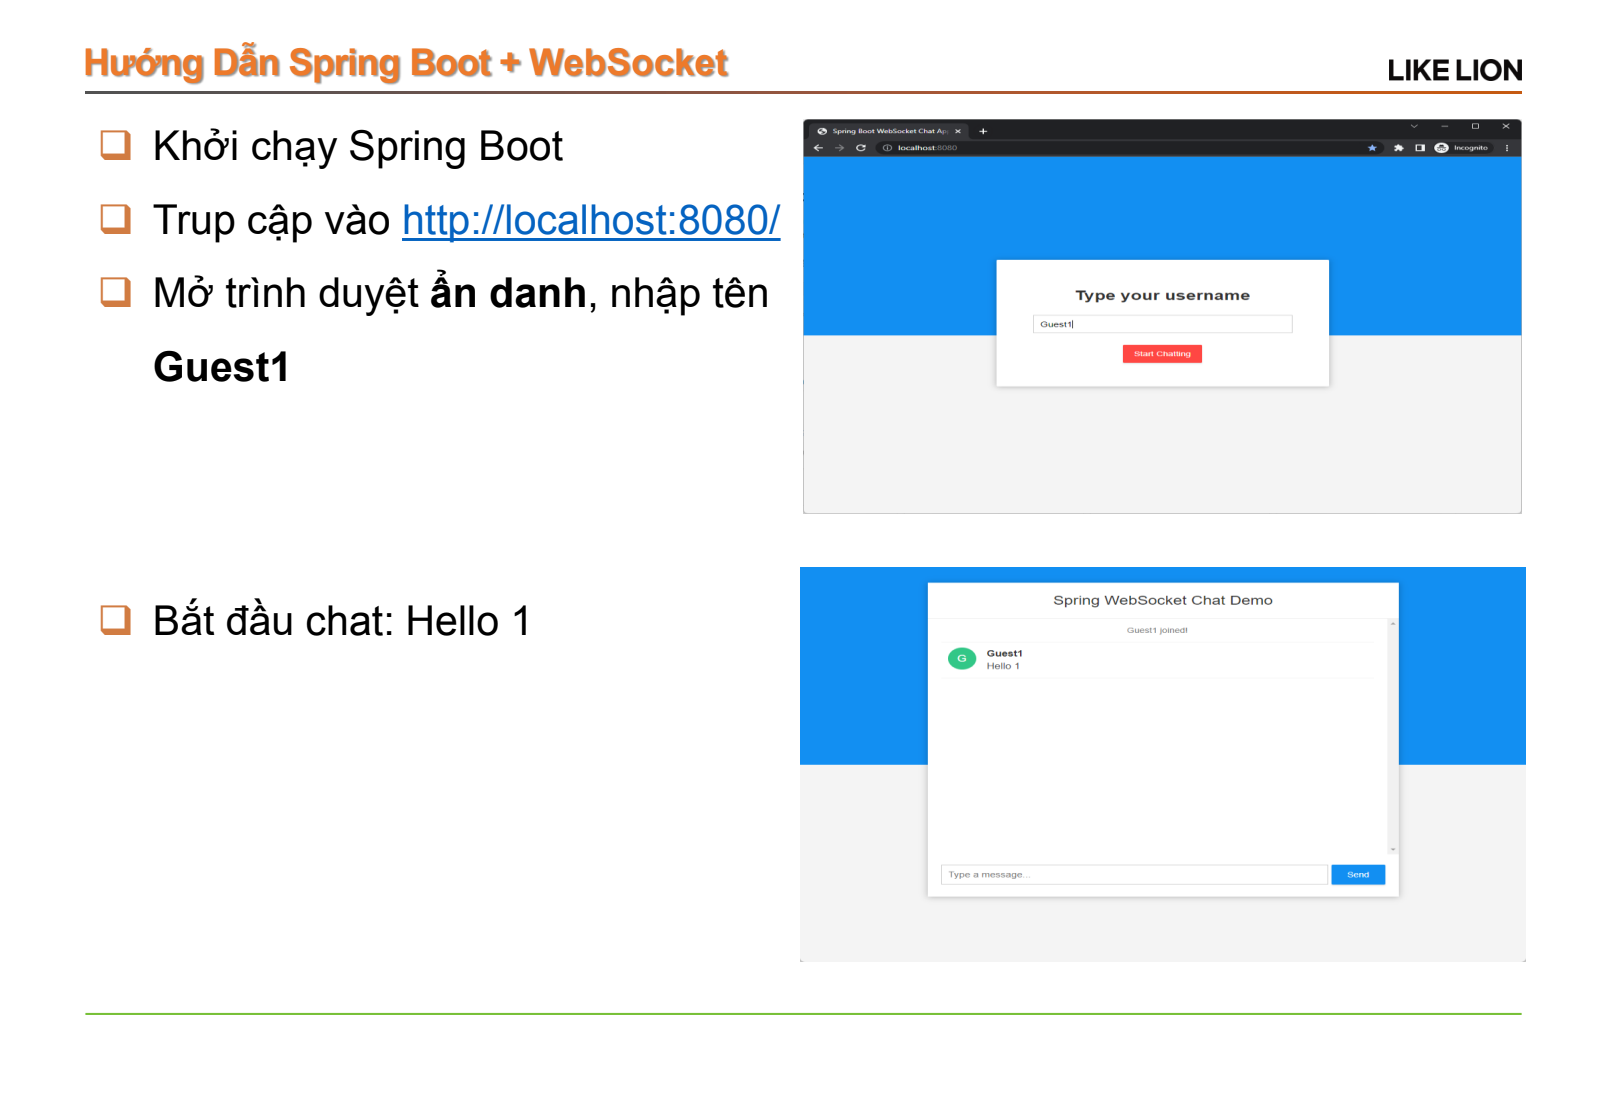 Hướng Dẫn Spring Boot + WebSocket
LIKE LION
Khởi chạy Spring Boot
Trup cập vào http://localhost:8080/
Mở trình duyệt ẩn danh, nhập tên
Guest1
Spring Boot WebSocket Chat Ap
localhost:8080
Incognito
Type your username
Guest1
Start Chatting
Bắt đầu chat: Hello 1
Spring WebSocket Chat Demo
Guest1 joined!
G
Guest1
Hello 1
Type a message...
Send